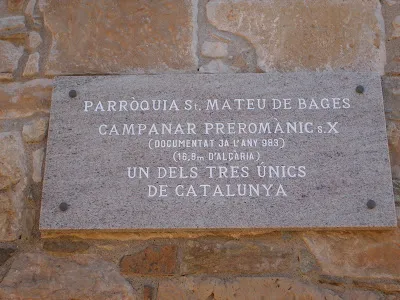 PARRÒQUIA St. MATEU DE BAGES
CAMPANAR PREROMÀNIC s.X
(DOCUMENTAT JA L'ANY 983)
(16,8m D'ALÇÀRIA)
UN DELS TRES ÚNICS
DE CATALUNYA